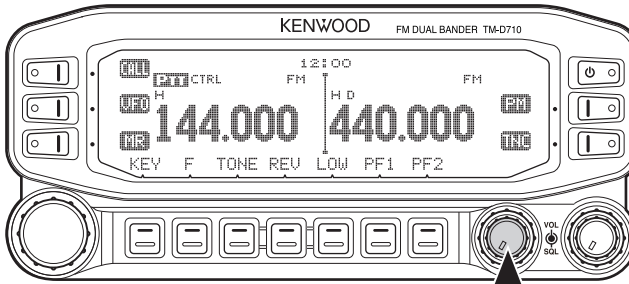 KENWOOD FM DUAL BANDER TM-D710
12:00
CALL PTT CTRL FM FM
H H D
VFO 144.000 440.000 PM
MR TNC
KEY F TONE REV LOW PF1 PF2
VOL
SQL